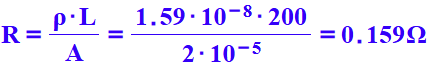 R = ρ·L / A = 1.59·10⁻⁸·200 / 2·10⁻⁵ = 0.159Ω